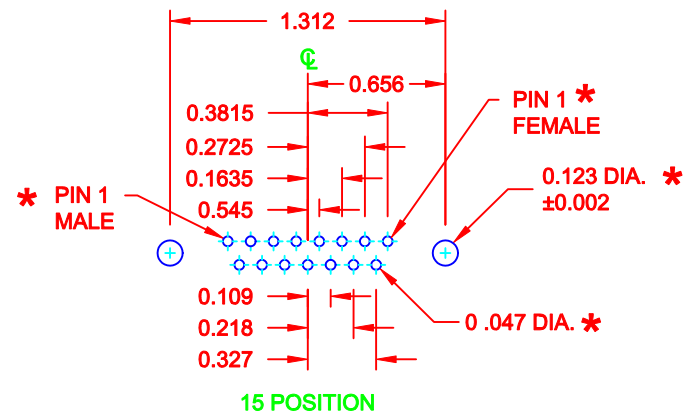 1.312
℄
0.656
0.3815
PIN 1 *
FEMALE
0.2725
0.1635
0.123 DIA. *
±0.002
* PIN 1
MALE
0.545
0.109
0.218
0 .047 DIA. *
0.327
15 POSITION